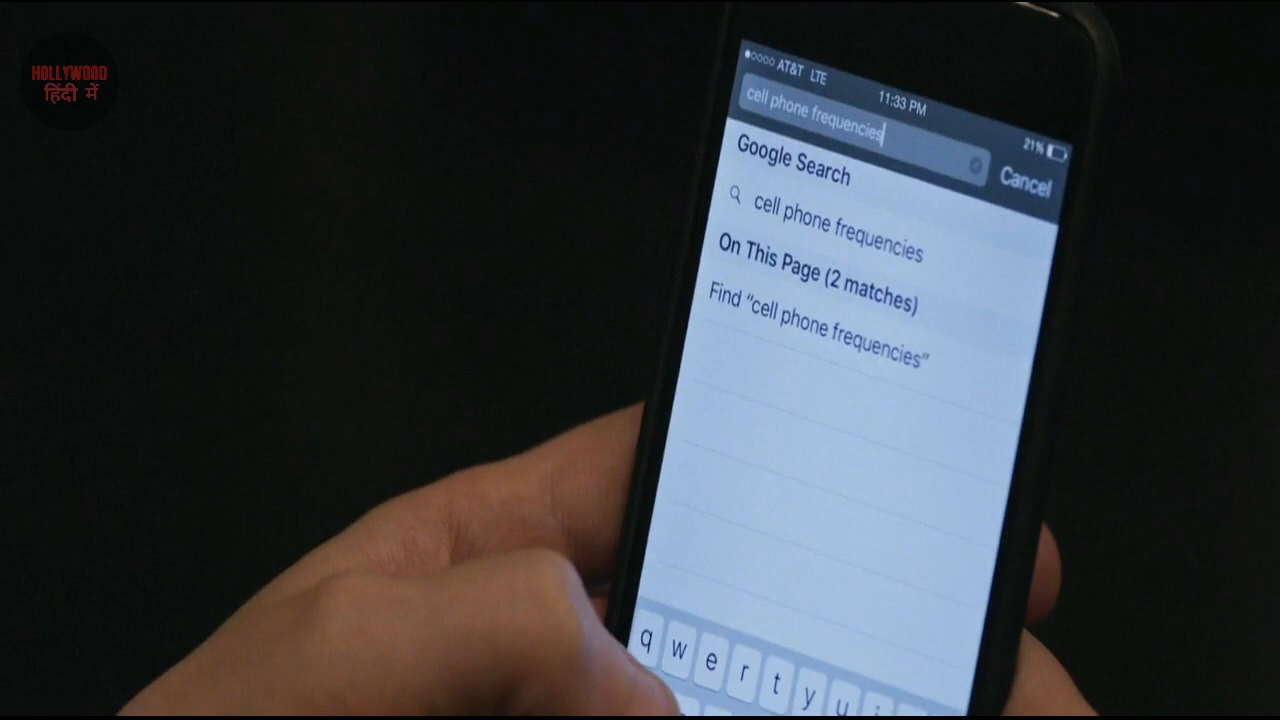 HOLLYWOOD
हिंदी में
AT&T LTE
11:33 PM
21%
cell phone frequencies
Cancel
Google Search
cell phone frequencies
On This Page (2 matches)
Find “cell phone frequencies”
q w e r t y u